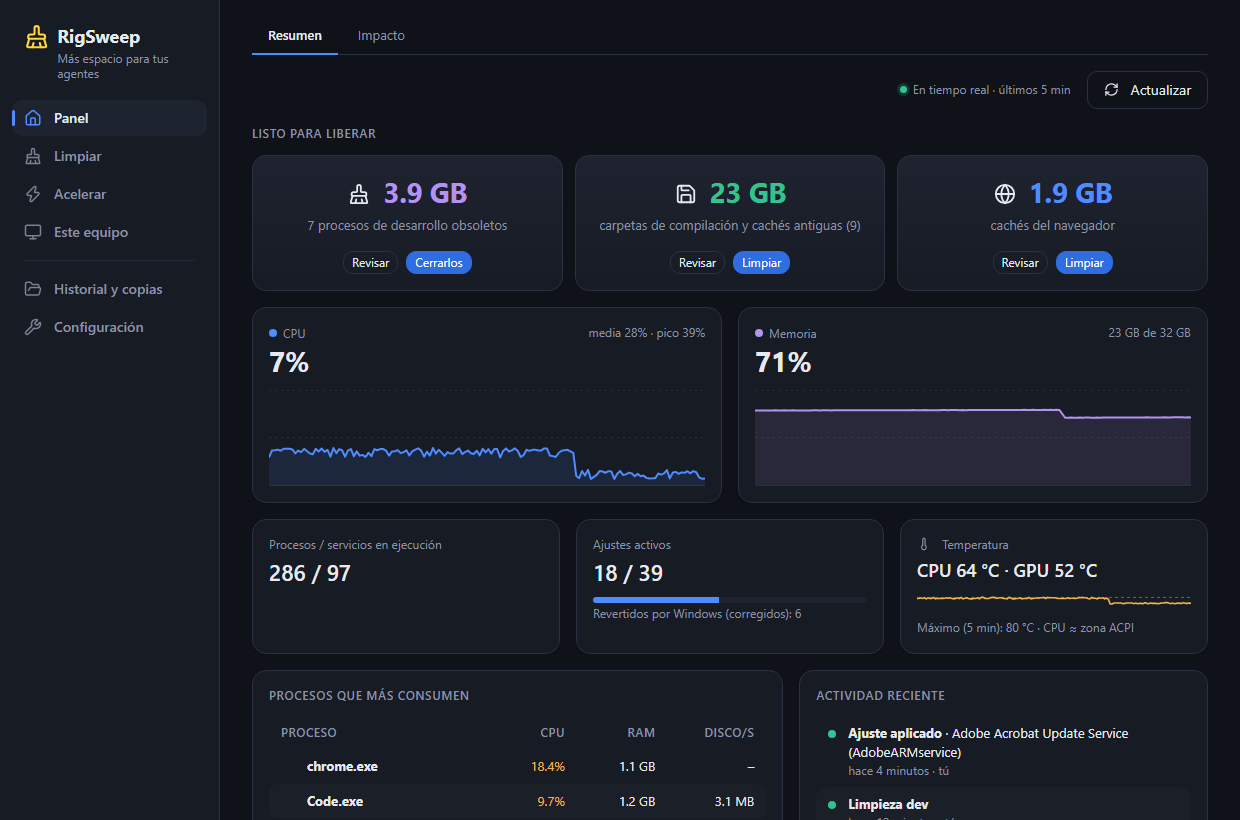 RigSweep
Más espacio para tus
agentes
Panel
Limpiar
Acelerar
Este equipo
Historial y copias
Configuración
Resumen
Impacto
En tiempo real · últimos 5 min
Actualizar
LISTO PARA LIBERAR
3.9 GB
7 procesos de desarrollo obsoletos
Revisar
Cerrarlos
23 GB
carpetas de compilación y cachés antiguas (9)
Revisar
Limpiar
1.9 GB
cachés del navegador
Revisar
Limpiar
CPU
media 28% · pico 39%
7%
Memoria
23 GB de 32 GB
71%
Procesos / servicios en ejecución
286 / 97
Ajustes activos
18 / 39
Revertidos por Windows (corregidos): 6
Temperatura
CPU 64 °C · GPU 52 °C
Máximo (5 min): 80 °C · CPU ≈ zona ACPI
PROCESOS QUE MÁS CONSUMEN
PROCESO CPU RAM DISCO/S
chrome.exe 18.4% 1.1 GB –
Code.exe 9.7% 1.2 GB 3.1 MB
ACTIVIDAD RECIENTE
Ajuste aplicado · Adobe Acrobat Update Service
(AdobeARMservice)
hace 4 minutos · tú
Limpieza dev